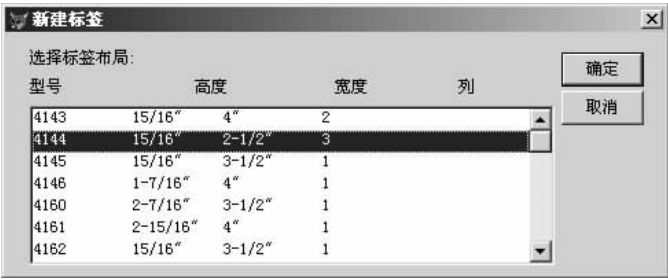 新建标签
选择标签布局:
型号 高度 宽度 列
确定
取消
4143 15/16" 4" 2
4144 15/16" 2-1/2" 3
4145 15/16" 3-1/2" 1
4146 1-7/16" 4" 1
4160 2-7/16" 3-1/2" 1
4161 2-15/16" 4" 1
4162 15/16" 3-1/2" 1